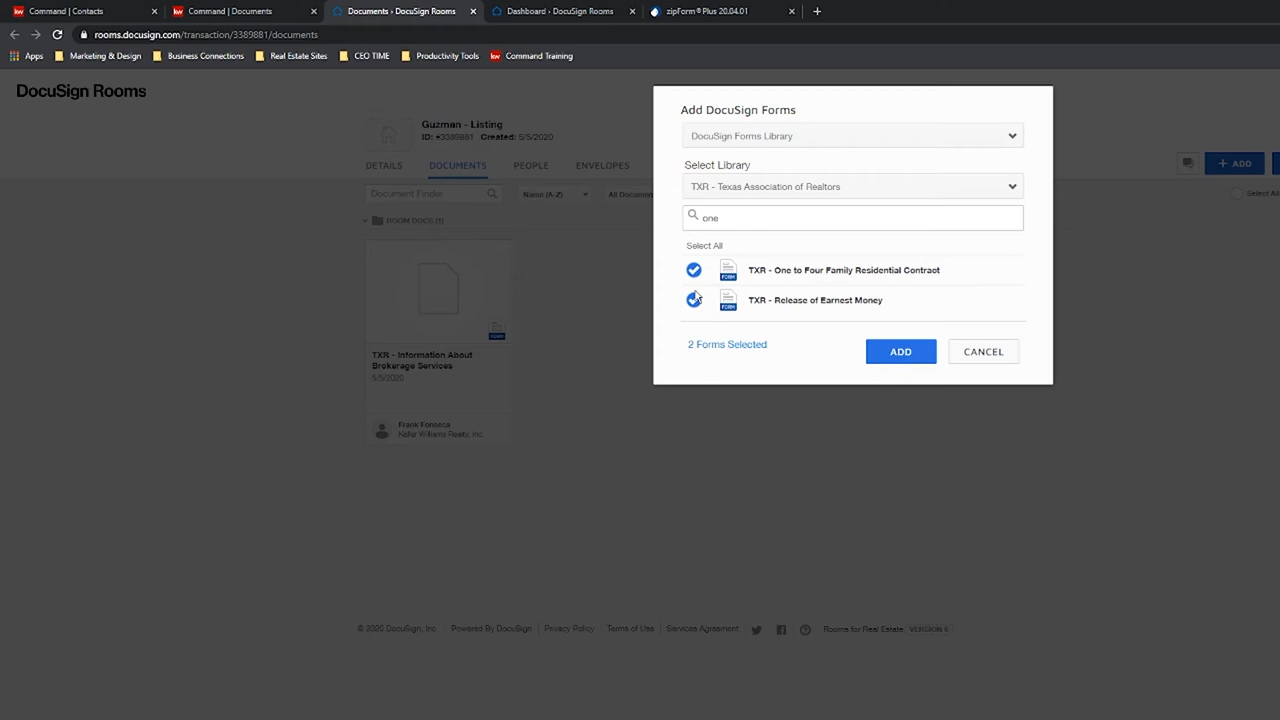 kw Command | Contacts
kw Command | Documents
Documents › DocuSign Rooms
Dashboard › DocuSign Rooms
zipForm® Plus 20.04.01
rooms.docusign.com/transaction/3389881/documents
Apps Marketing & Design Business Connections Real Estate Sites CEO TIME Productivity Tools kw Command Training
DocuSign Rooms
Guzman - Listing
ID: #3389881 Created: 5/5/2020
DETAILS DOCUMENTS PEOPLE ENVELOPES
+ ADD
Document Finder Name (A-Z) All Documen
Select Al
ROOM DOCS (1)
TXR - Information About
Brokerage Services
5/5/2020
Frank Fonseca
Keller Williams Realty, Inc.
Add DocuSign Forms
DocuSign Forms Library
Select Library
TXR - Texas Association of Realtors
one
Select All
FORM TXR - One to Four Family Residential Contract
FORM TXR - Release of Earnest Money
2 Forms Selected
ADD CANCEL
© 2020 DocuSign, Inc. Powered By DocuSign Privacy Policy Terms of Use Services Agreement Rooms for Real Estate VERSION 6